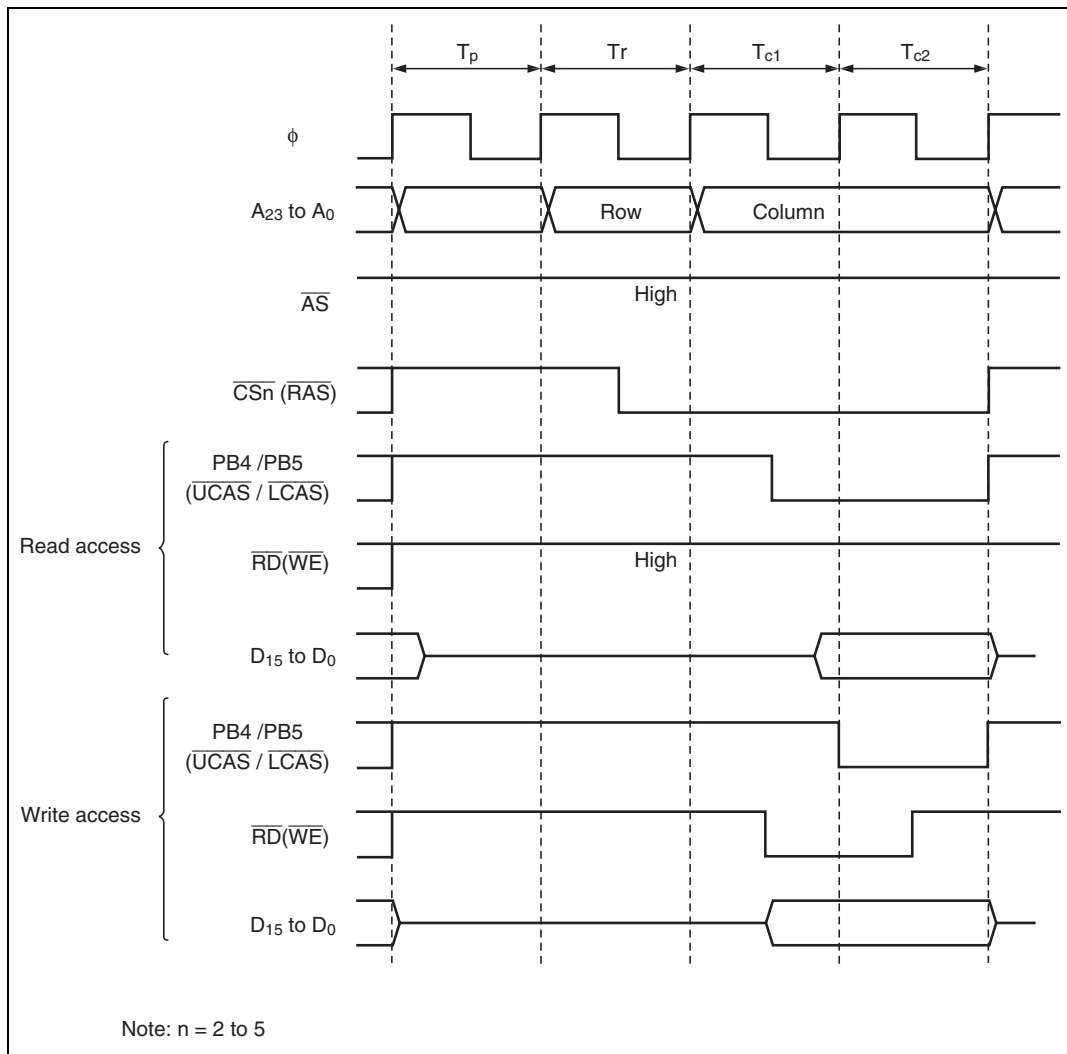 Tp Tr Tc1 Tc2
φ
A23 to A0 Row Column
AS High
CSn (RAS)
Read access
PB4 /PB5
(UCAS / LCAS)
RD(WE) High
D15 to D0
Write access
PB4 /PB5
(UCAS / LCAS)
RD(WE)
D15 to D0
Note: n = 2 to 5